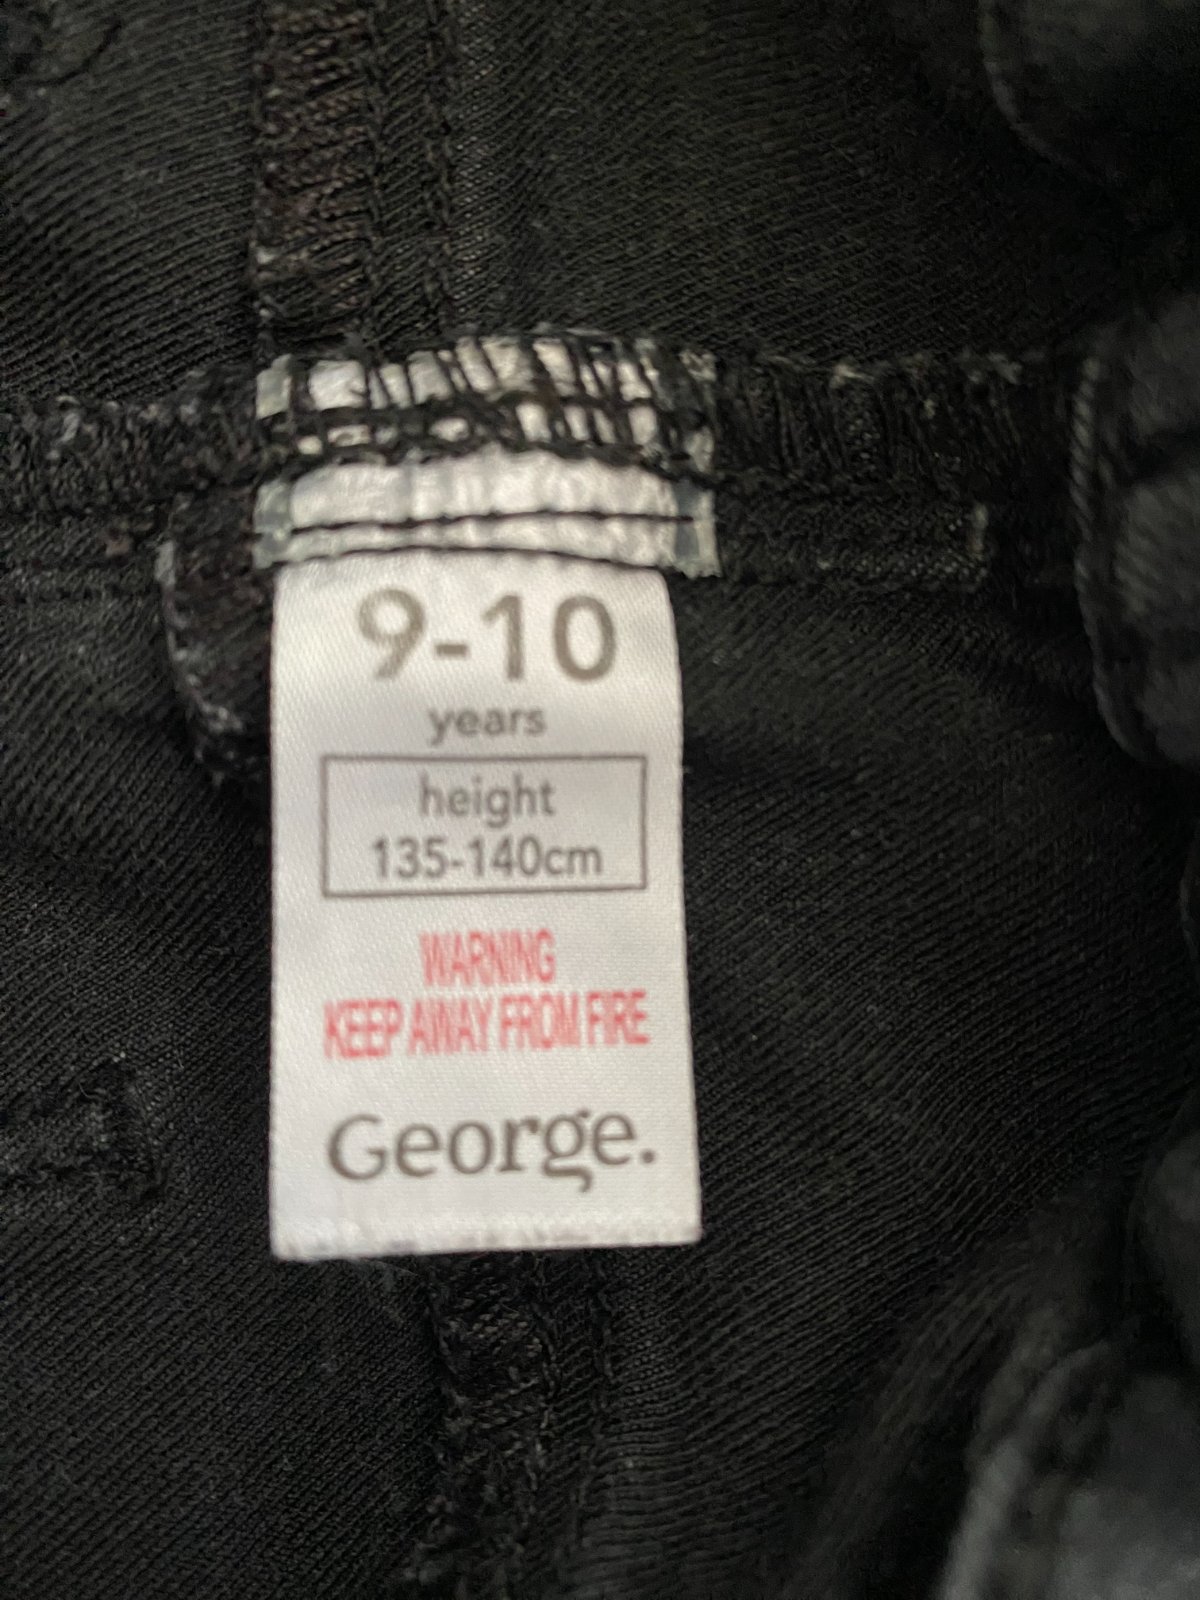 9-10
years
height
135-140cm
WARNING
KEEP AWAY FROM FIRE
George.